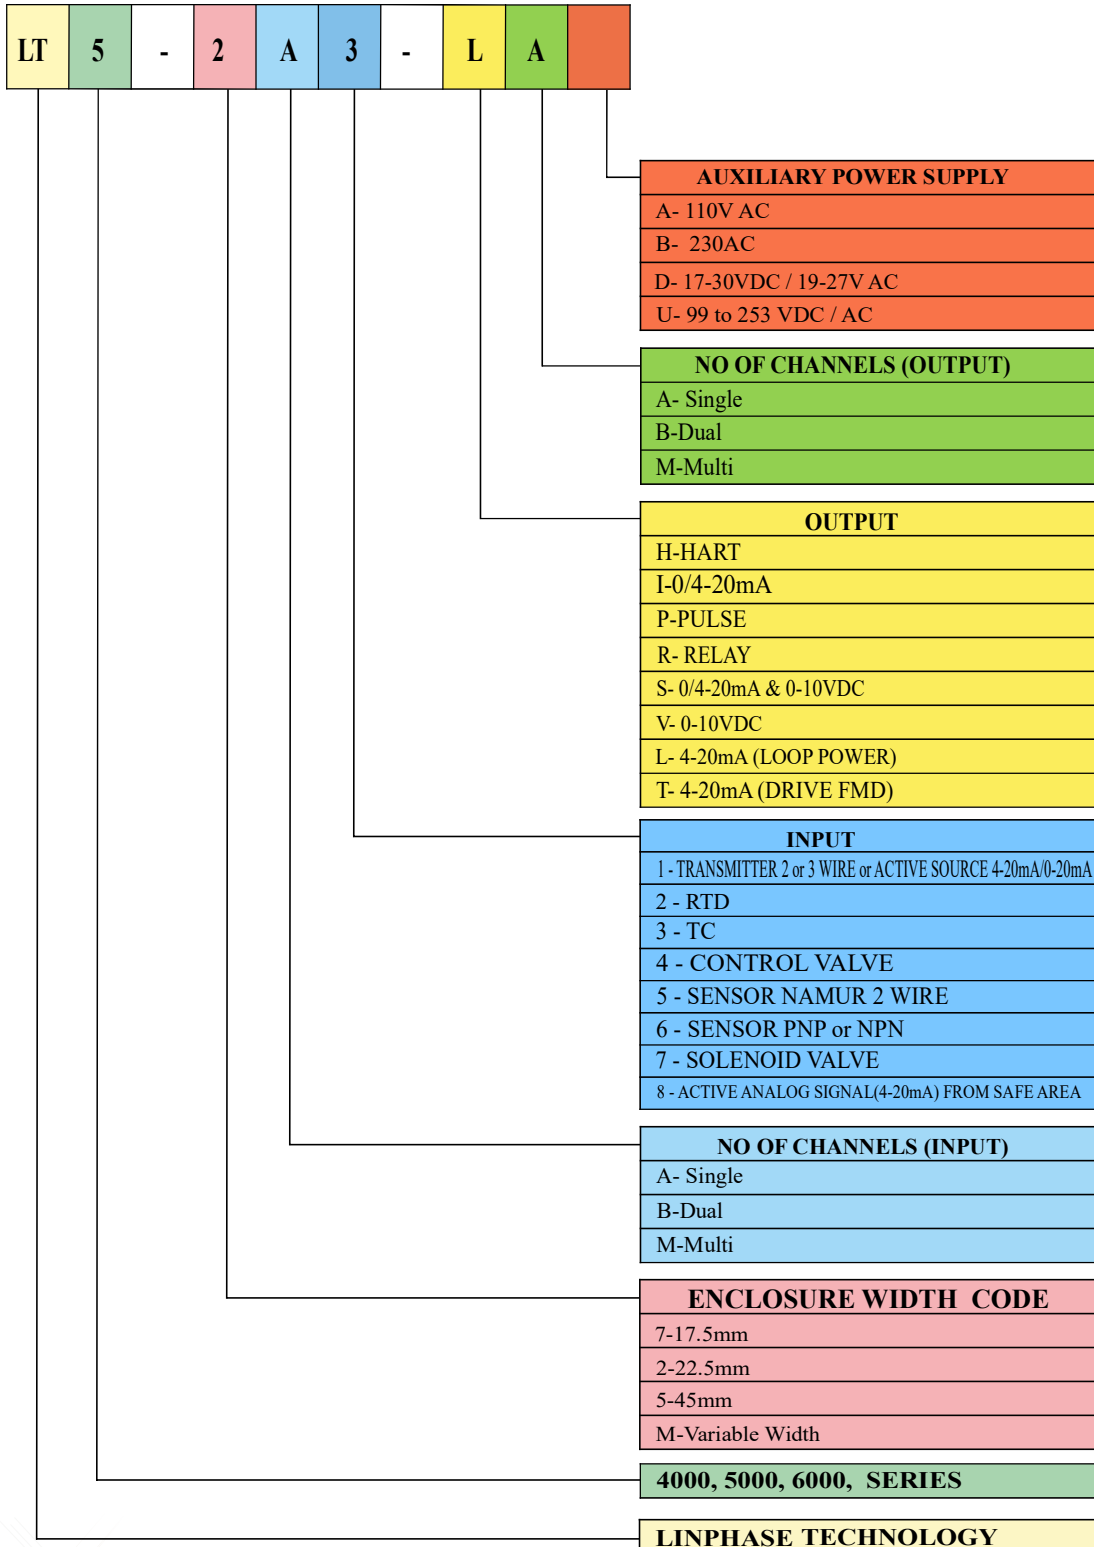 LT 5 - 2 A 3 - L A
AUXILIARY POWER SUPPLY
A- 110V AC
B- 230AC
D- 17-30VDC / 19-27V AC
U- 99 to 253 VDC / AC
NO OF CHANNELS (OUTPUT)
A- Single
B-Dual
M-Multi
OUTPUT
H-HART
I-0/4-20mA
P-PULSE
R- RELAY
S- 0/4-20mA & 0-10VDC
V- 0-10VDC
L- 4-20mA (LOOP POWER)
T- 4-20mA (DRIVE FMD)
INPUT
1 - TRANSMITTER 2 or 3 WIRE or ACTIVE SOURCE 4-20mA/0-20mA
2 - RTD
3 - TC
4 - CONTROL VALVE
5 - SENSOR NAMUR 2 WIRE
6 - SENSOR PNP or NPN
7 - SOLENOID VALVE
8 - ACTIVE ANALOG SIGNAL(4-20mA) FROM SAFE AREA
NO OF CHANNELS (INPUT)
A- Single
B-Dual
M-Multi
ENCLOSURE WIDTH CODE
7-17.5mm
2-22.5mm
5-45mm
M-Variable Width
4000, 5000, 6000, SERIES
LINPHASE TECHNOLOGY